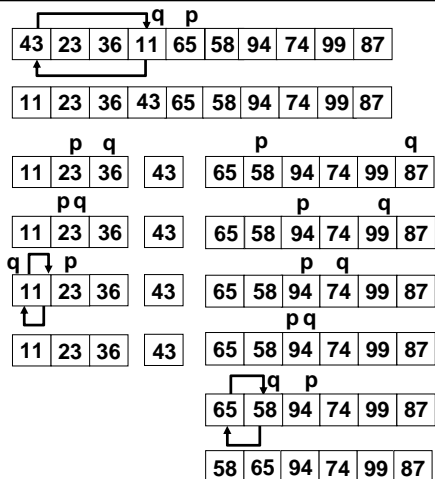 q p
43 23 36 11 65 58 94 74 99 87
11 23 36 43 65 58 94 74 99 87
p q p q
11 23 36 43 65 58 94 74 99 87
p q p q
11 23 36 43 65 58 94 74 99 87
q p p q
11 23 36 43 65 58 94 74 99 87
p q
11 23 36 43 65 58 94 74 99 87
q p
65 58 94 74 99 87
58 65 94 74 99 87